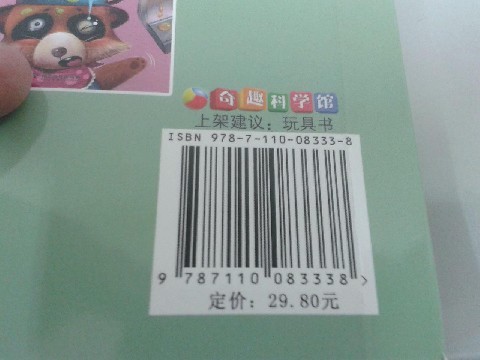 奇趣科学馆
上架建议：玩具书
ISBN 978-7-110-08333-8
9 787110 083338 >
定价：29.80元